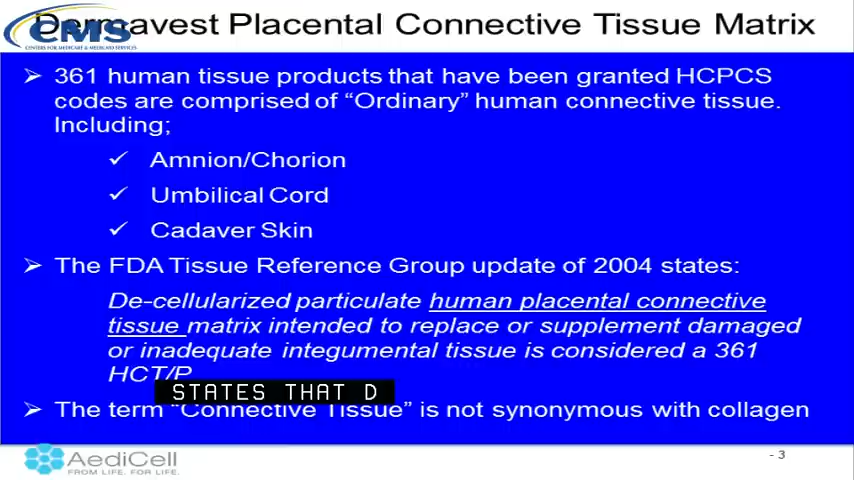 Dermavest Placental Connective Tissue Matrix
CMS
CENTERS FOR MEDICARE & MEDICAID SERVICES
➢ 361 human tissue products that have been granted HCPCS
codes are comprised of “Ordinary” human connective tissue.
Including;
✓ Amnion/Chorion
✓ Umbilical Cord
✓ Cadaver Skin
➢ The FDA Tissue Reference Group update of 2004 states:
De-cellularized particulate human placental connective
tissue matrix intended to replace or supplement damaged
or inadequate integumental tissue is considered a 361
HCT/P
STATES THAT D
➢ The term “Connective Tissue” is not synonymous with collagen
AediCell
FROM LIFE. FOR LIFE.
- 3